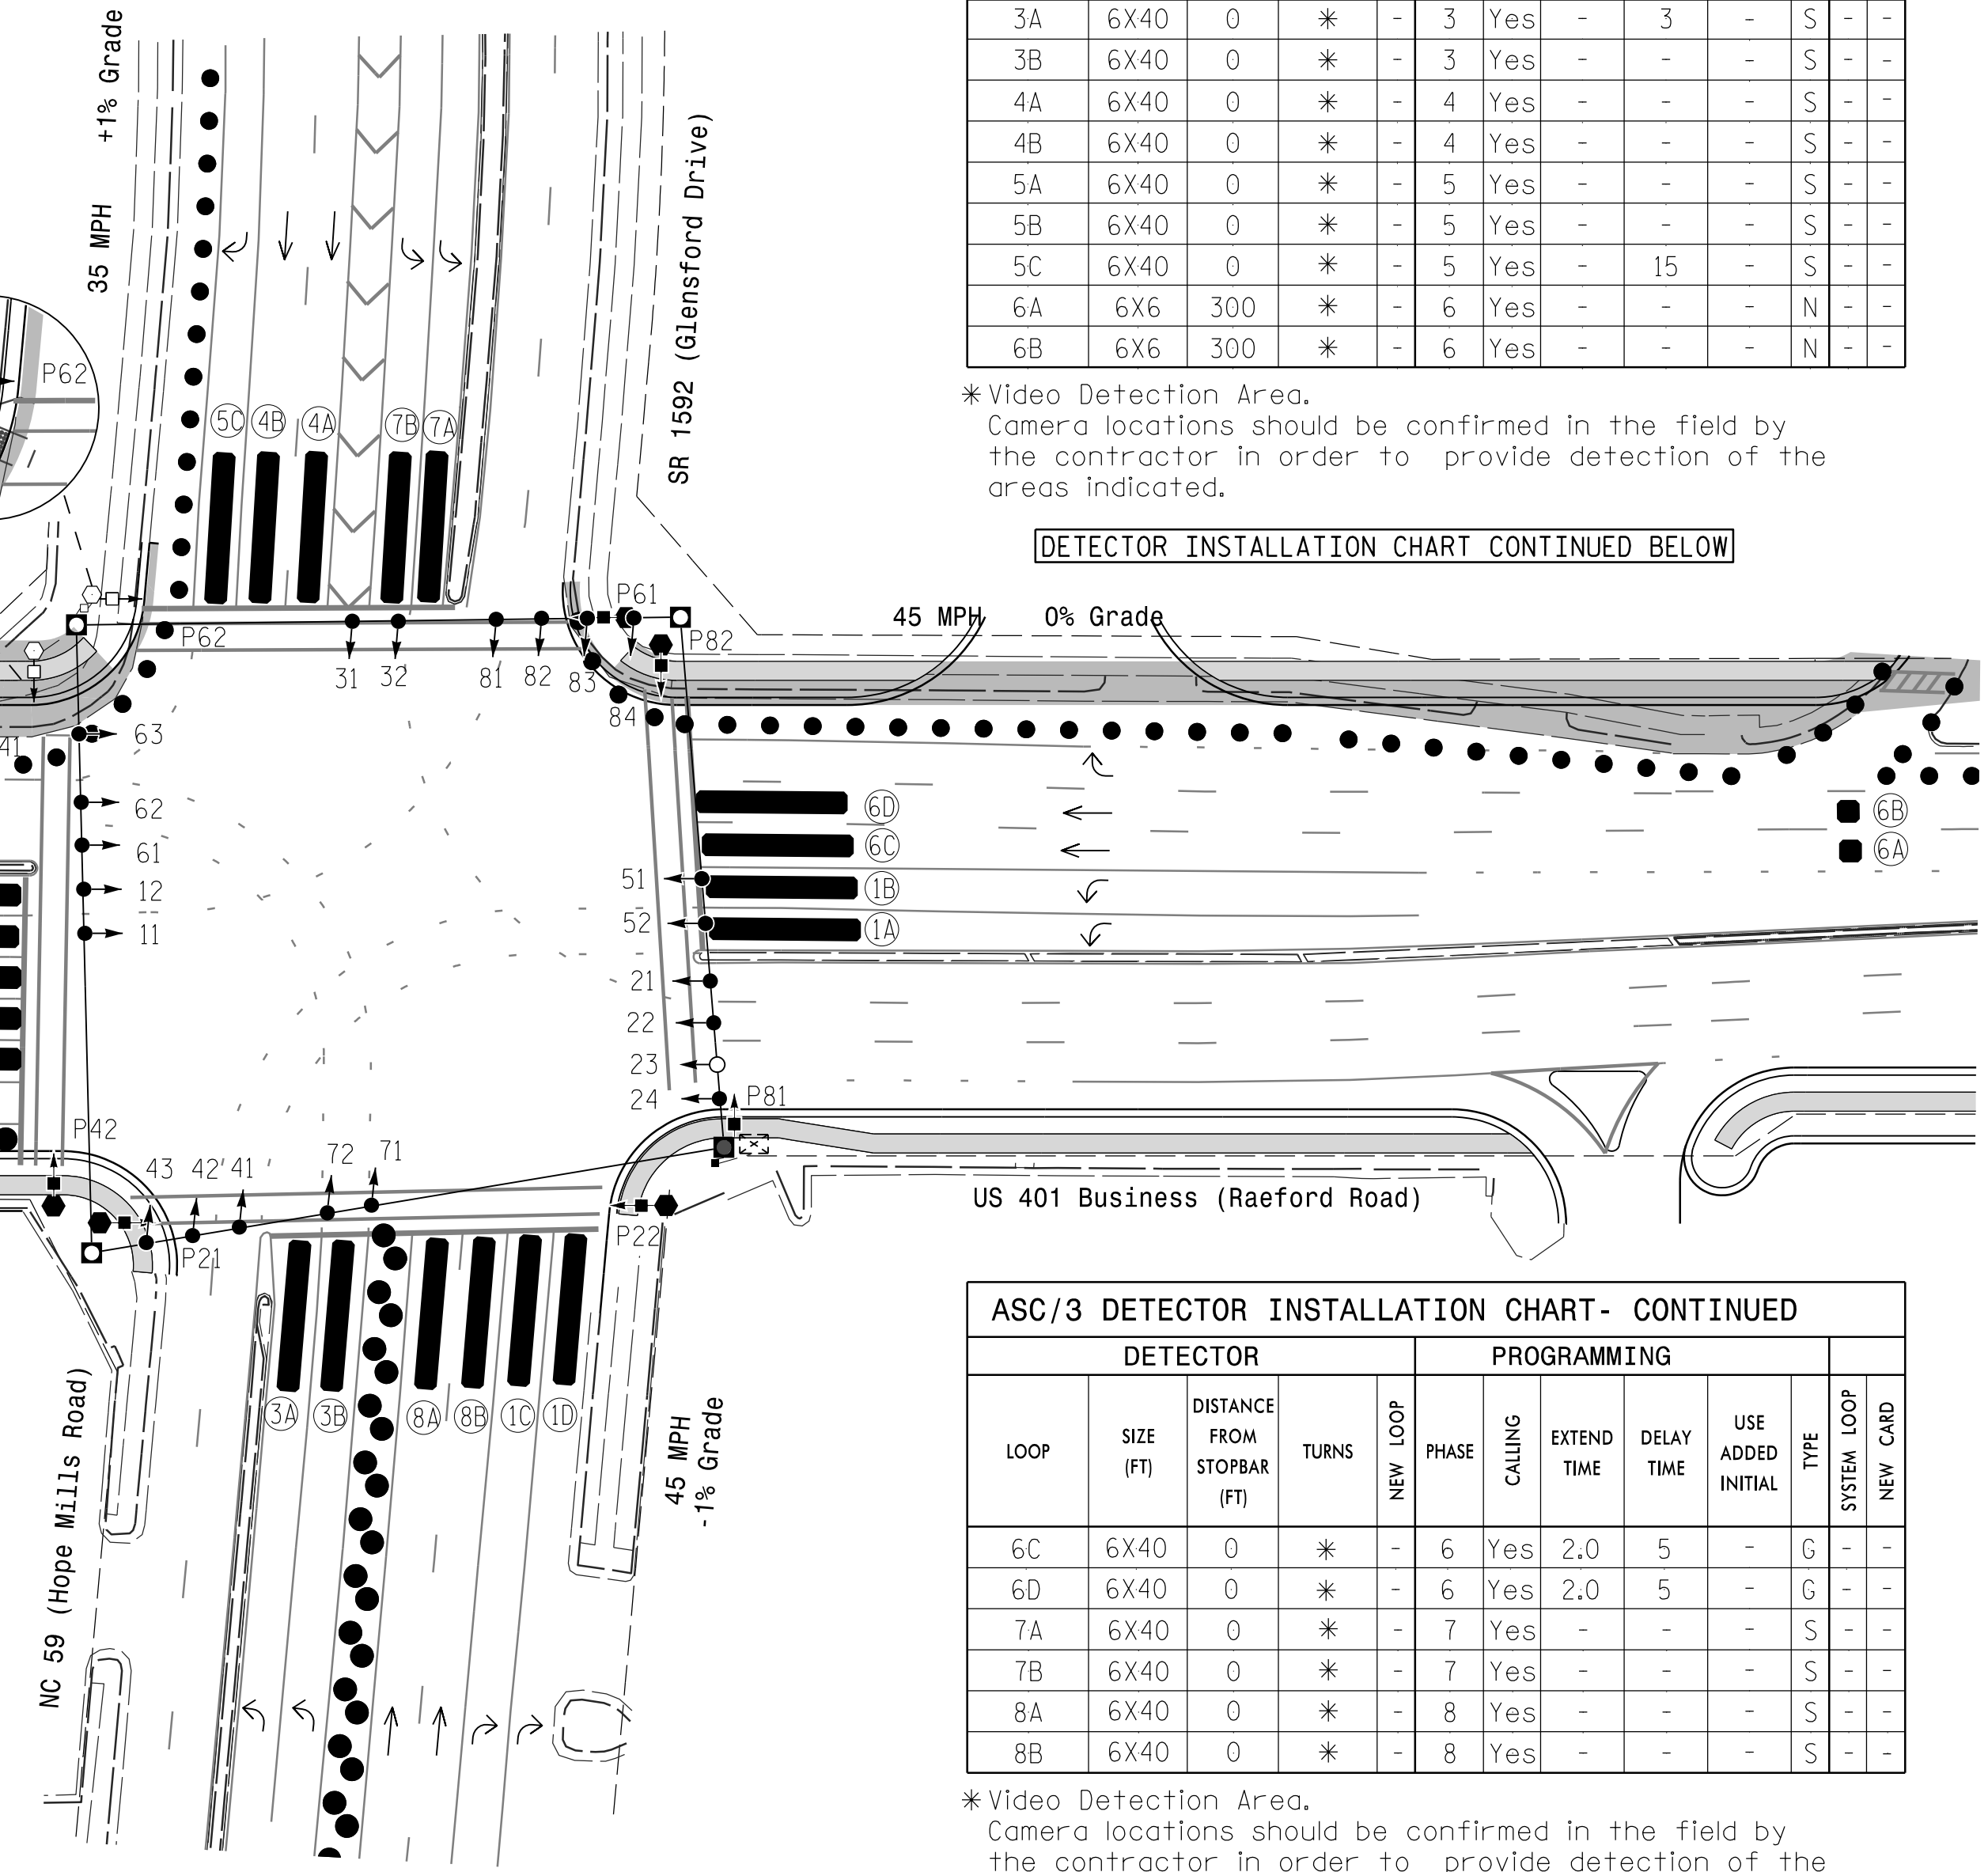 3A 6X40 0 * - 3 Yes - 3 - S - -
3B 6X40 0 * - 3 Yes - - - S - -
4A 6X40 0 * - 4 Yes - - - S - -
4B 6X40 0 * - 4 Yes - - - S - -
5A 6X40 0 * - 5 Yes - - - S - -
5B 6X40 0 * - 5 Yes - - - S - -
5C 6X40 0 * - 5 Yes - 15 - S - -
6A 6X6 300 * - 6 Yes - - - N - -
6B 6X6 300 * - 6 Yes - - - N - -
* Video Detection Area.
Camera locations should be confirmed in the field by
the contractor in order to provide detection of the
areas indicated.
DETECTOR INSTALLATION CHART CONTINUED BELOW
35 MPH +1% Grade
SR 1592 (Glensford Drive)
P62
5C 4B 4A 7B 7A
P62
P61
P82
45 MPH 0% Grade
31 32 81 82 83
84
63
41
62
61
12
11
6D
6C
1B
1A
6B
6A
51
52
21
22
23
24
P81
P42
43 42 41 72 71
P21
P22
US 401 Business (Raeford Road)
3A 3B 8A 8B 1C 1D
NC 59 (Hope Mills Road)
45 MPH
-1% Grade
ASC/3 DETECTOR INSTALLATION CHART- CONTINUED
DETECTOR PROGRAMMING
LOOP
SIZE
(FT)
DISTANCE
FROM
STOPBAR
(FT)
TURNS
NEW LOOP
PHASE
CALLING
EXTEND
TIME
DELAY
TIME
USE
ADDED
INITIAL
TYPE
SYSTEM LOOP
NEW CARD
6C 6X40 0 * - 6 Yes 2.0 5 - G - -
6D 6X40 0 * - 6 Yes 2.0 5 - G - -
7A 6X40 0 * - 7 Yes - - - S - -
7B 6X40 0 * - 7 Yes - - - S - -
8A 6X40 0 * - 8 Yes - - - S - -
8B 6X40 0 * - 8 Yes - - - S - -
* Video Detection Area.
Camera locations should be confirmed in the field by
the contractor in order to provide detection of the